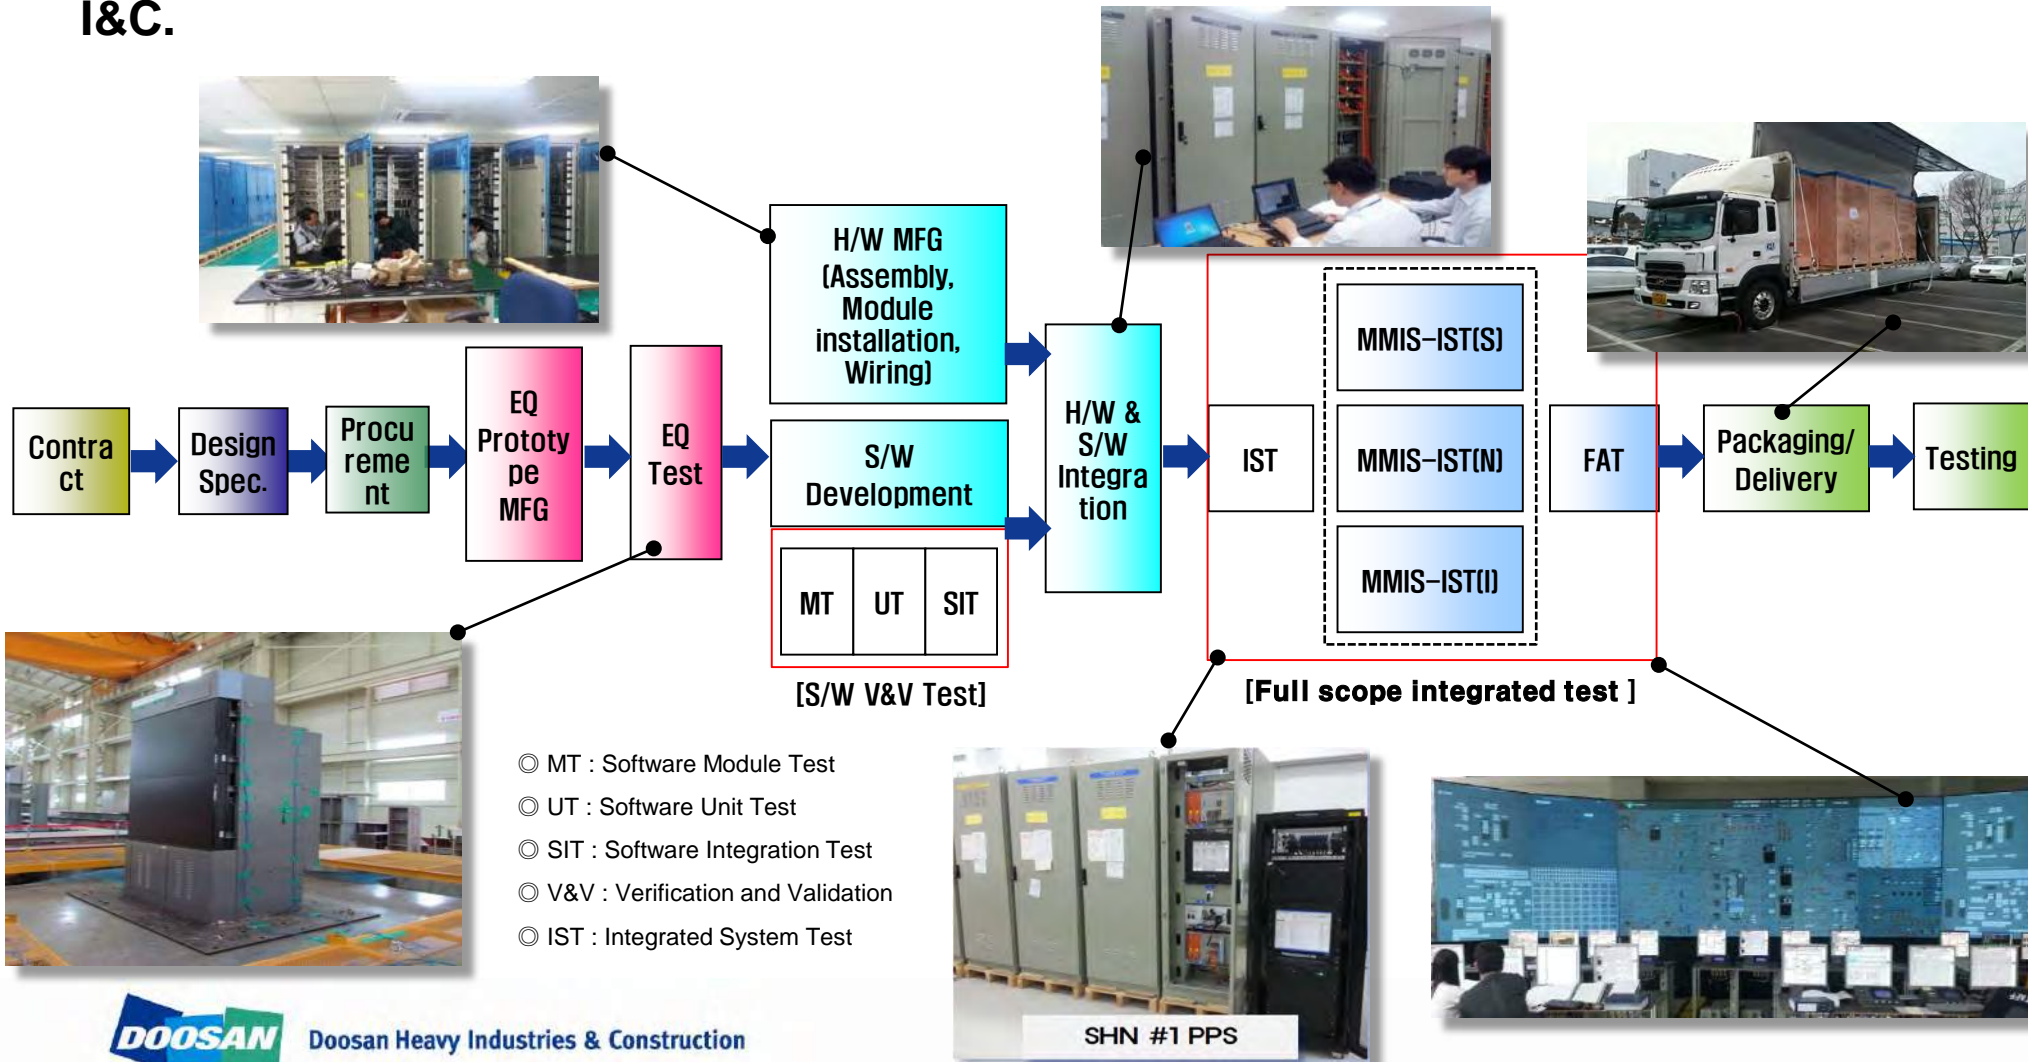 I&C.
H/W MFG
(Assembly,
Module
installation,
Wiring)
Contra
ct
Design
Spec.
Procu
reme
nt
EQ
Prototy
pe
MFG
EQ
Test
S/W
Development
MT
UT
SIT
[S/W V&V Test]
H/W &
S/W
Integra
tion
IST
MMIS-IST(S)
MMIS-IST(N)
MMIS-IST(I)
FAT
[Full scope integrated test ]
Packaging/
Delivery
Testing
◎ MT : Software Module Test
◎ UT : Software Unit Test
◎ SIT : Software Integration Test
◎ V&V : Verification and Validation
◎ IST : Integrated System Test
SHN #1 PPS
DOOSAN
Doosan Heavy Industries & Construction